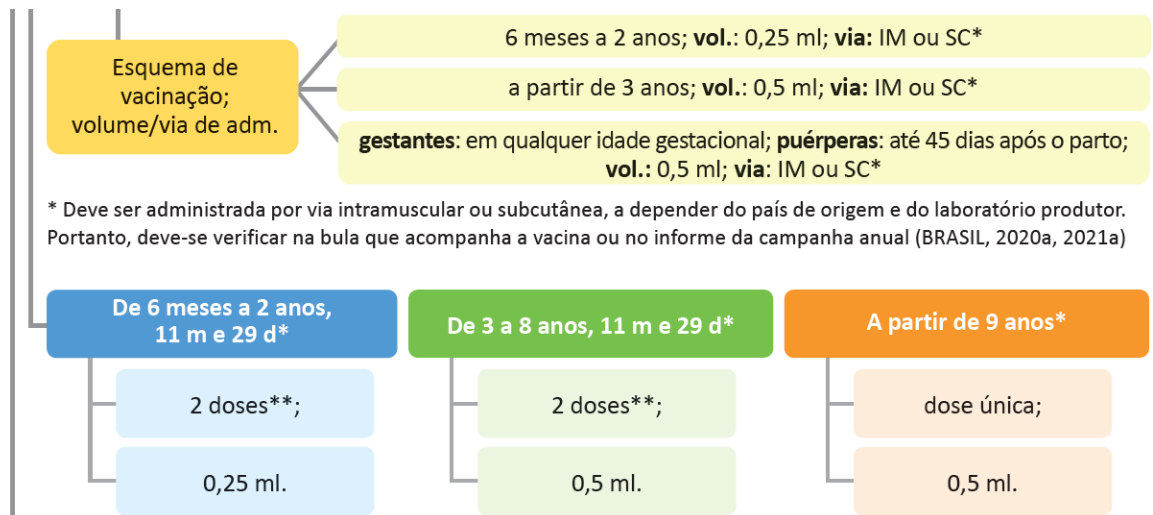 Esquema de
vacinação;
volume/via de adm.
6 meses a 2 anos; vol.: 0,25 ml; via: IM ou SC*
a partir de 3 anos; vol.: 0,5 ml; via: IM ou SC*
gestantes: em qualquer idade gestacional; puérperas: até 45 dias após o parto;
vol.: 0,5 ml; via: IM ou SC*
* Deve ser administrada por via intramuscular ou subcutânea, a depender do país de origem e do laboratório produtor.
Portanto, deve-se verificar na bula que acompanha a vacina ou no informe da campanha anual (BRASIL, 2020a, 2021a)
De 6 meses a 2 anos,
11 m e 29 d*
2 doses**;
0,25 ml.
De 3 a 8 anos, 11 m e 29 d*
2 doses**;
0,5 ml.
A partir de 9 anos*
dose única;
0,5 ml.